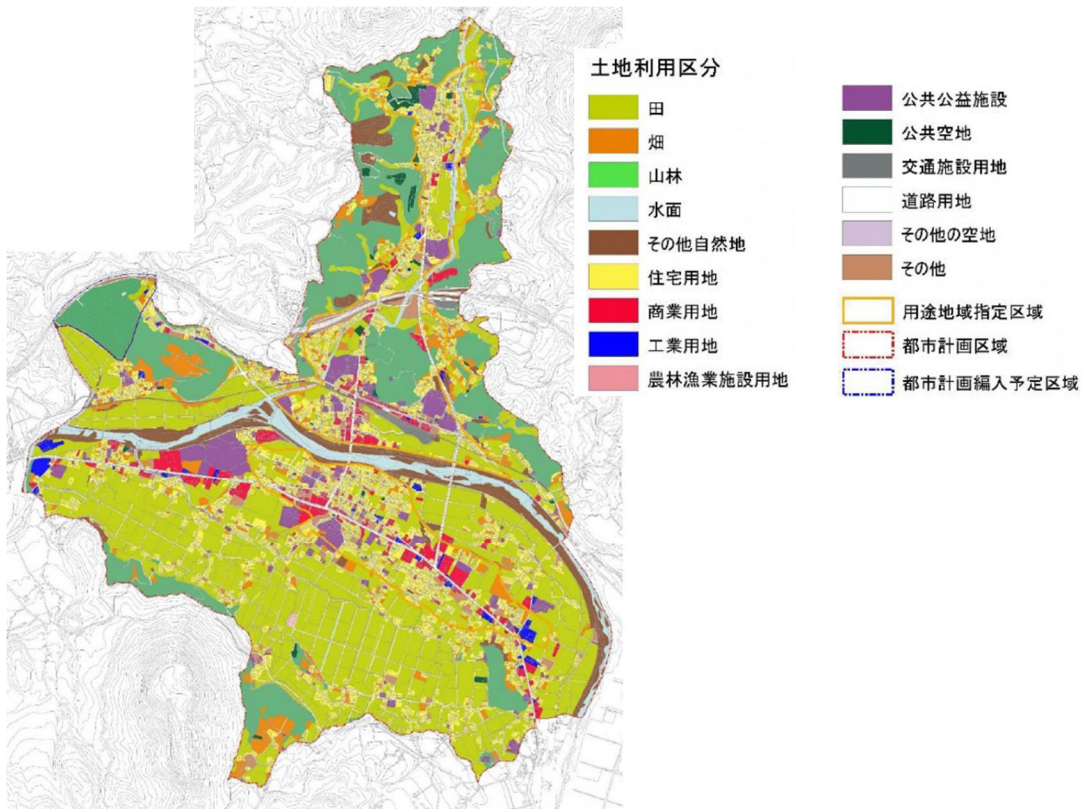 土地利用区分
田
畑
山林
水面
その他自然地
住宅用地
商業用地
工業用地
農林漁業施設用地
公共公益施設
公共空地
交通施設用地
道路用地
その他の空地
その他
用途地域指定区域
都市計画区域
都市計画編入予定区域